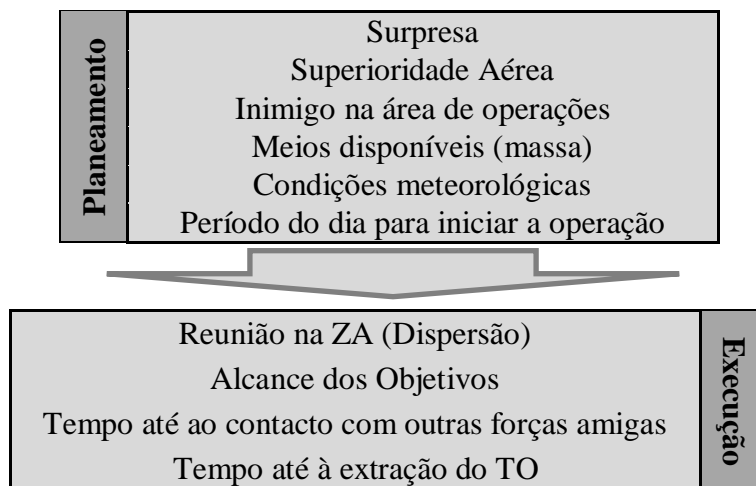 Planeamento
Surpresa
Superioridade Aérea
Inimigo na área de operações
Meios disponíveis (massa)
Condições meteorológicas
Período do dia para iniciar a operação
Reunião na ZA (Dispersão)
Alcance dos Objetivos
Tempo até ao contacto com outras forças amigas
Tempo até à extração do TO
Execução